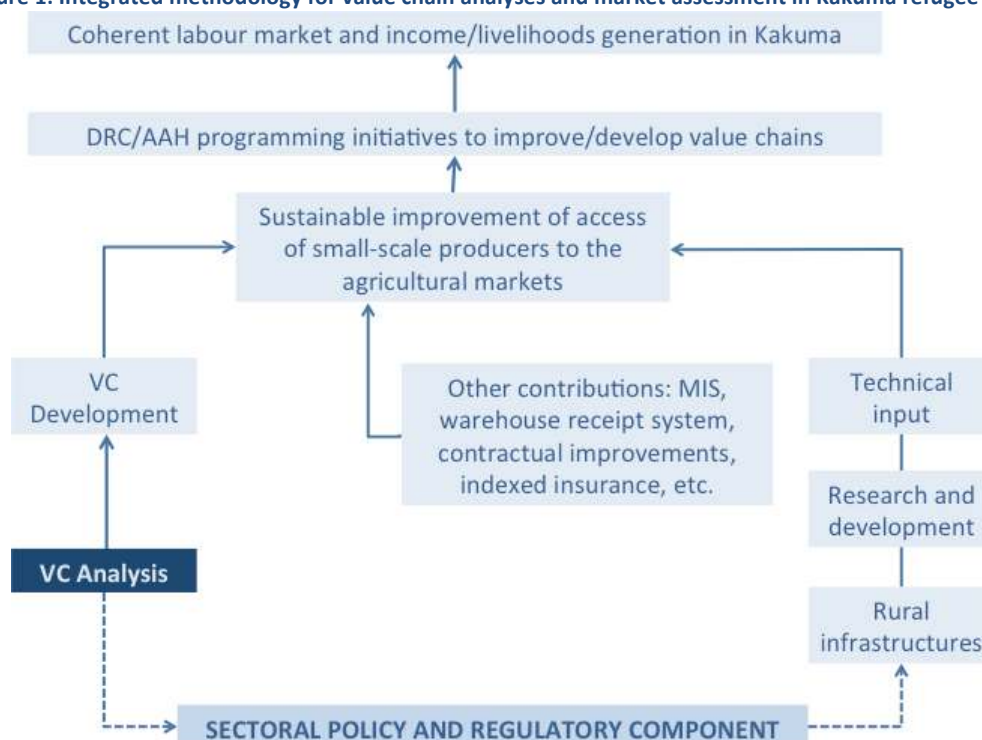 re 1: Integrated methodology for value chain analyses and market assessment in Kakuma refugee
Coherent labour market and income/livelihoods generation in Kakuma
DRC/AAH programming initiatives to improve/develop value chains
Sustainable improvement of access
of small-scale producers to the
agricultural markets
VC
Development
Other contributions: MIS,
warehouse receipt system,
contractual improvements,
indexed insurance, etc.
Technical
input
Research and
development
VC Analysis
Rural
infrastructures
SECTORAL POLICY AND REGULATORY COMPONENT